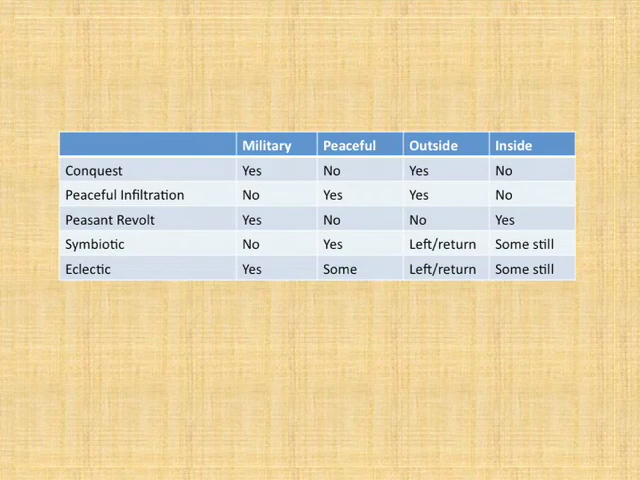 Military Peaceful Outside Inside
Conquest Yes No Yes No
Peaceful Infiltration No Yes Yes No
Peasant Revolt Yes No No Yes
Symbiotic No Yes Left/return Some still
Eclectic Yes Some Left/return Some still